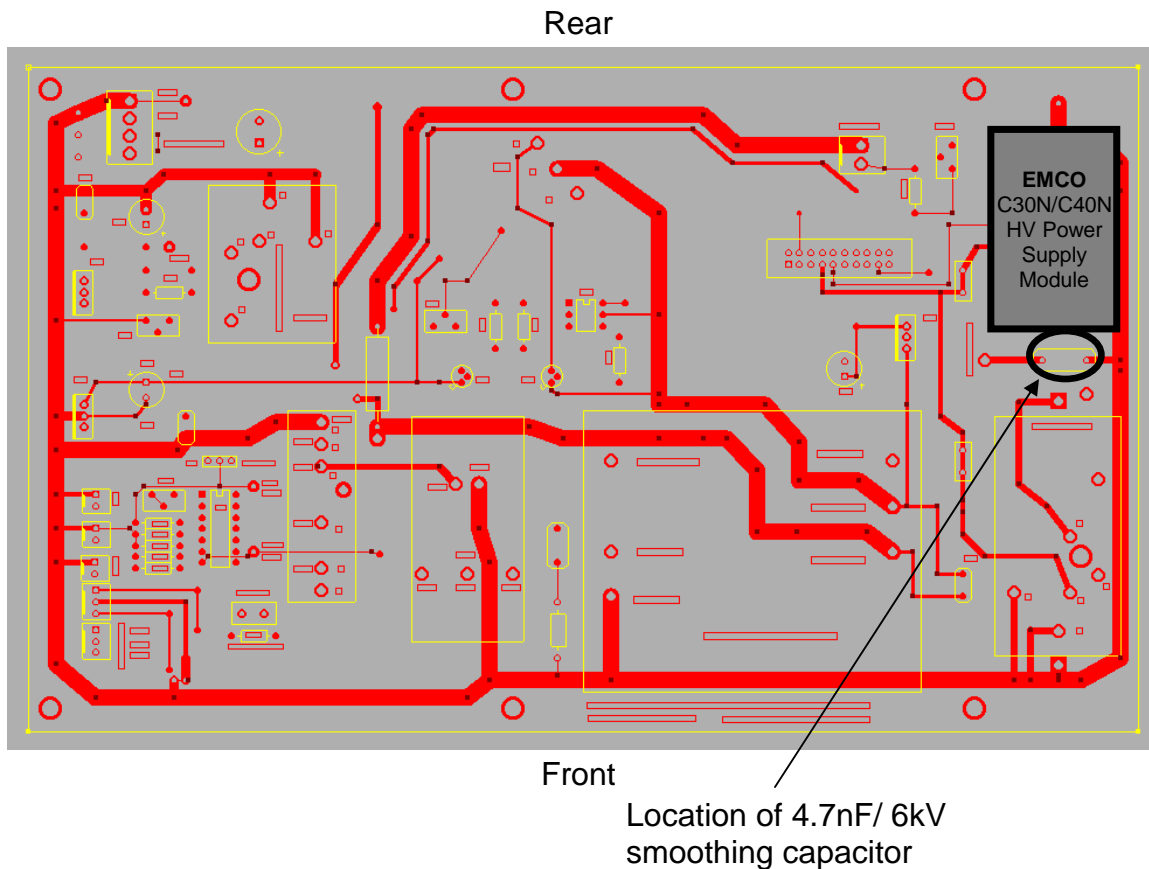 Rear
EMCO
C30N/C40N
HV Power
Supply
Module
Front
Location of 4.7nF/ 6kV
smoothing capacitor